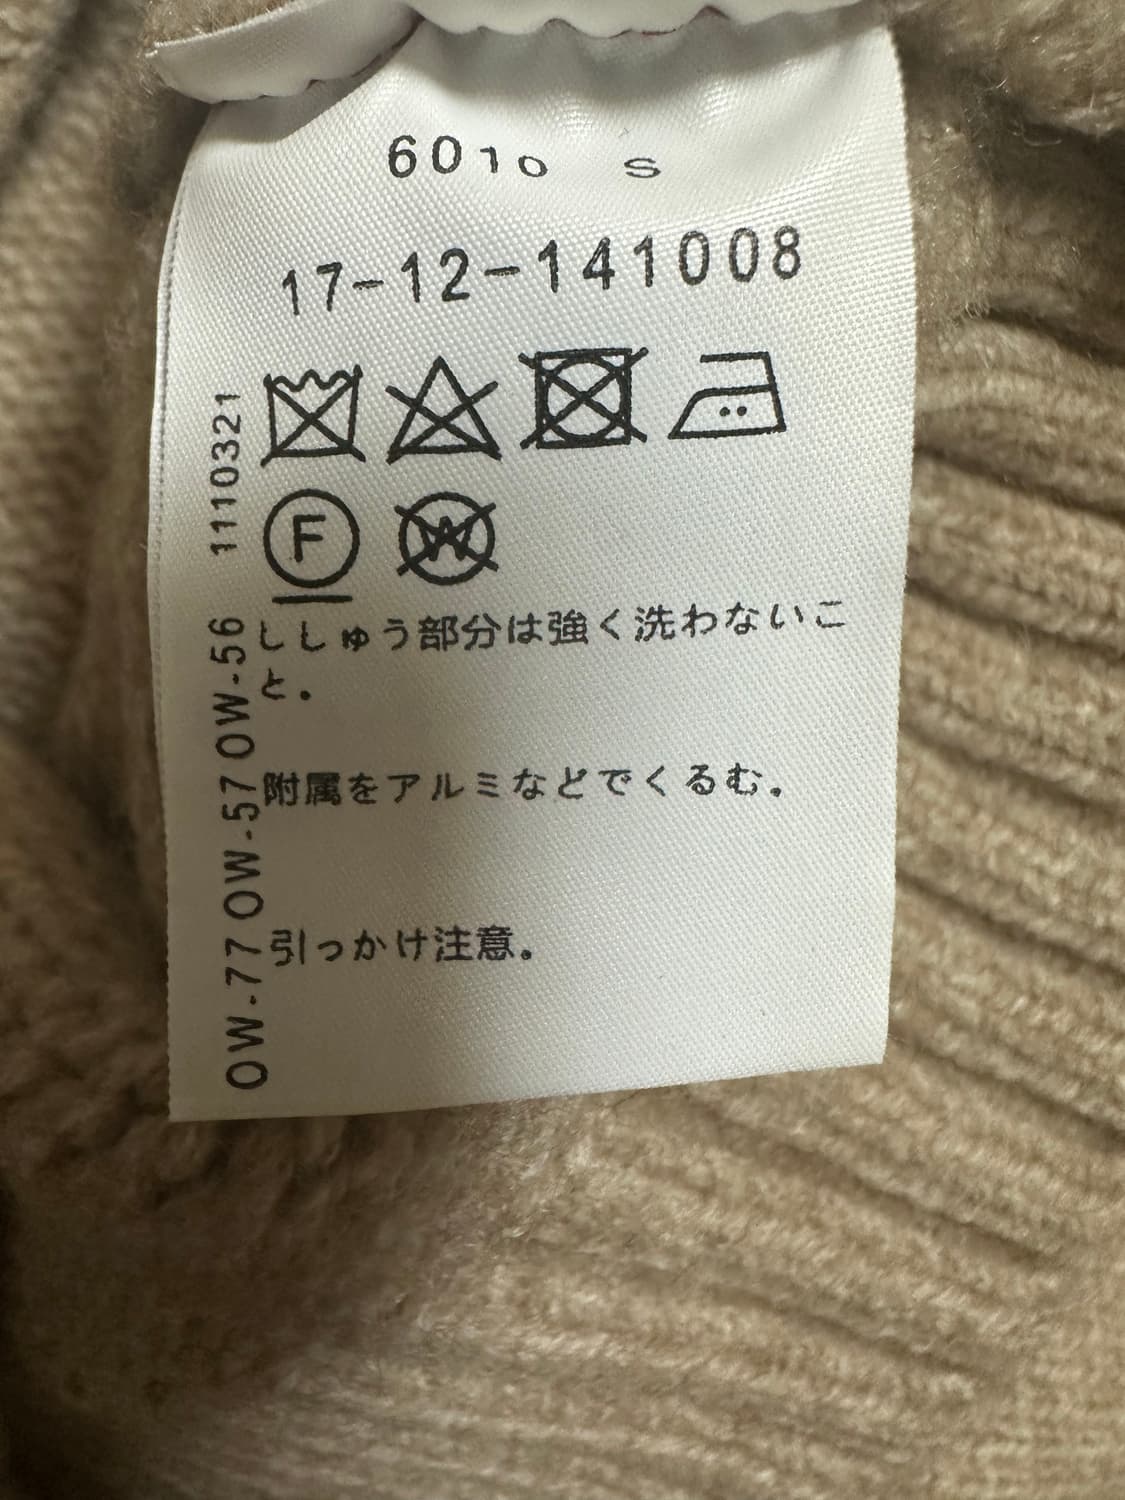 6010 S
17-12-141008
F W
ししゅう部分は強く洗わないこ
と。
附属をアルミなどでくるむ。
引っかけ注意。
OW-77 OW-57 OW-56 1110321